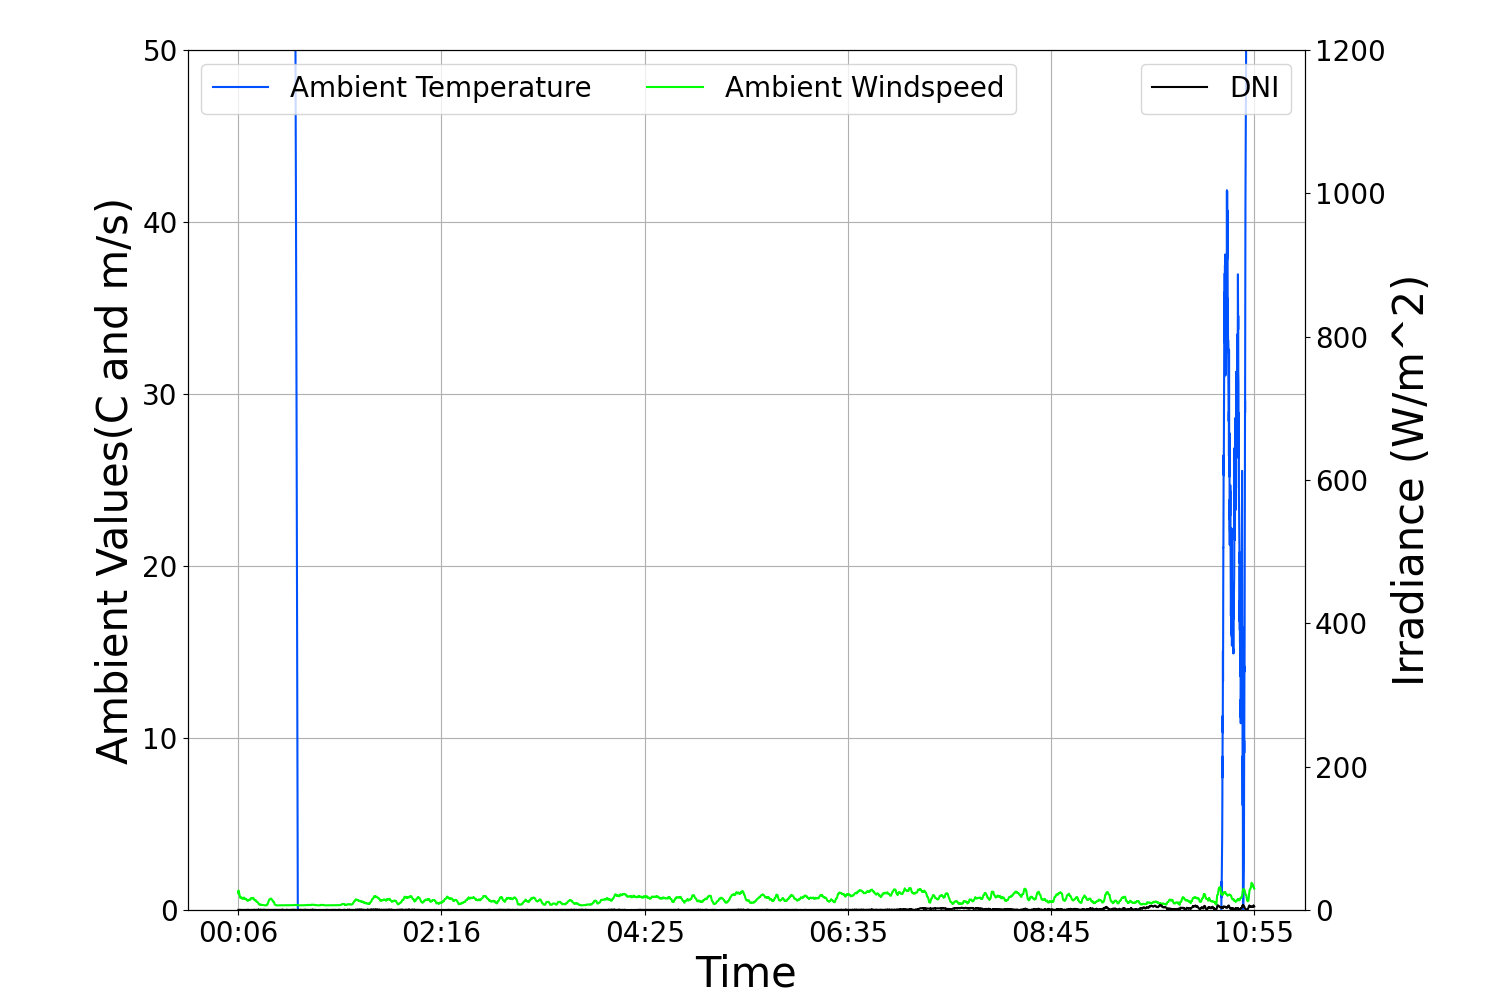 Ambient Temperature
Ambient Windspeed
DNI
50
40
30
20
10
0
1200
1000
800
600
400
200
0
Ambient Values(C and m/s)
Irradiance (W/m^2)
00:06 02:16 04:25 06:35 08:45 10:55
Time